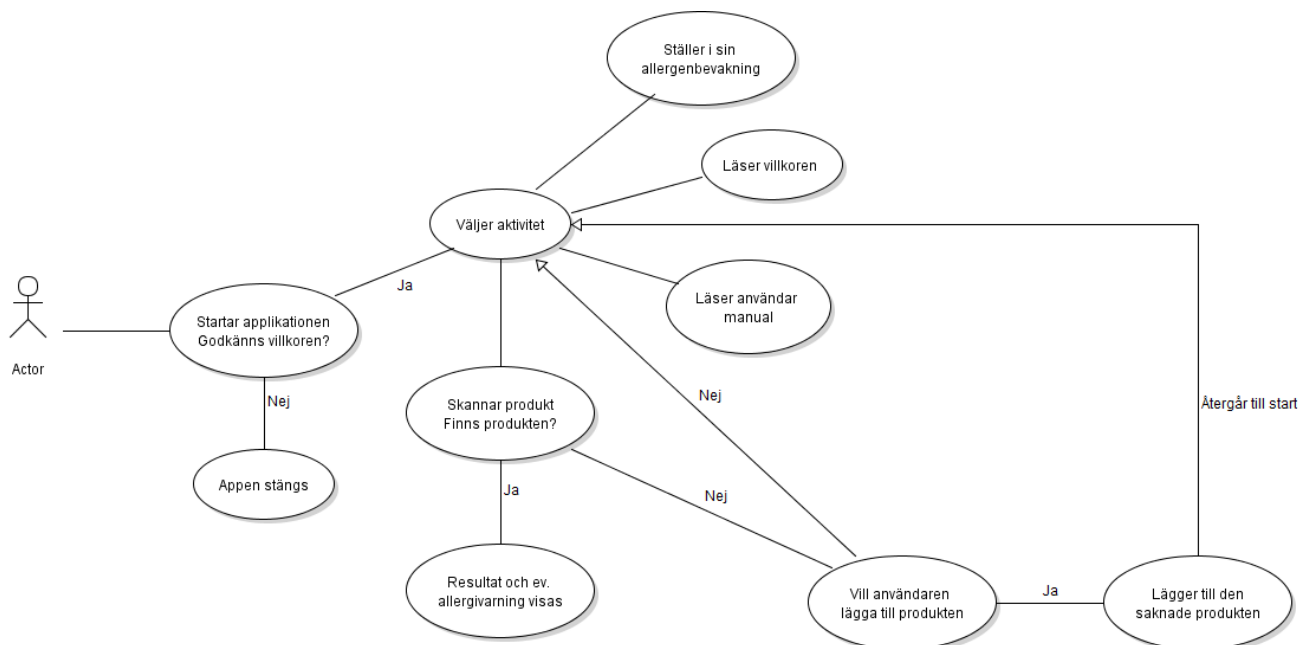 Ställer i sin
allergenbevakning
Läser villkoren
Väljer aktivitet
Ja
Läser användar
manual
Startar applikationen
Godkänns villkoren?
Actor
Nej
Appen stängs
Skannar produkt
Finns produkten?
Nej
Återgår till start
Ja
Nej
Resultat och ev.
allergivarning visas
Vill användaren
lägga till produkten
Ja
Lägger till den
saknade produkten